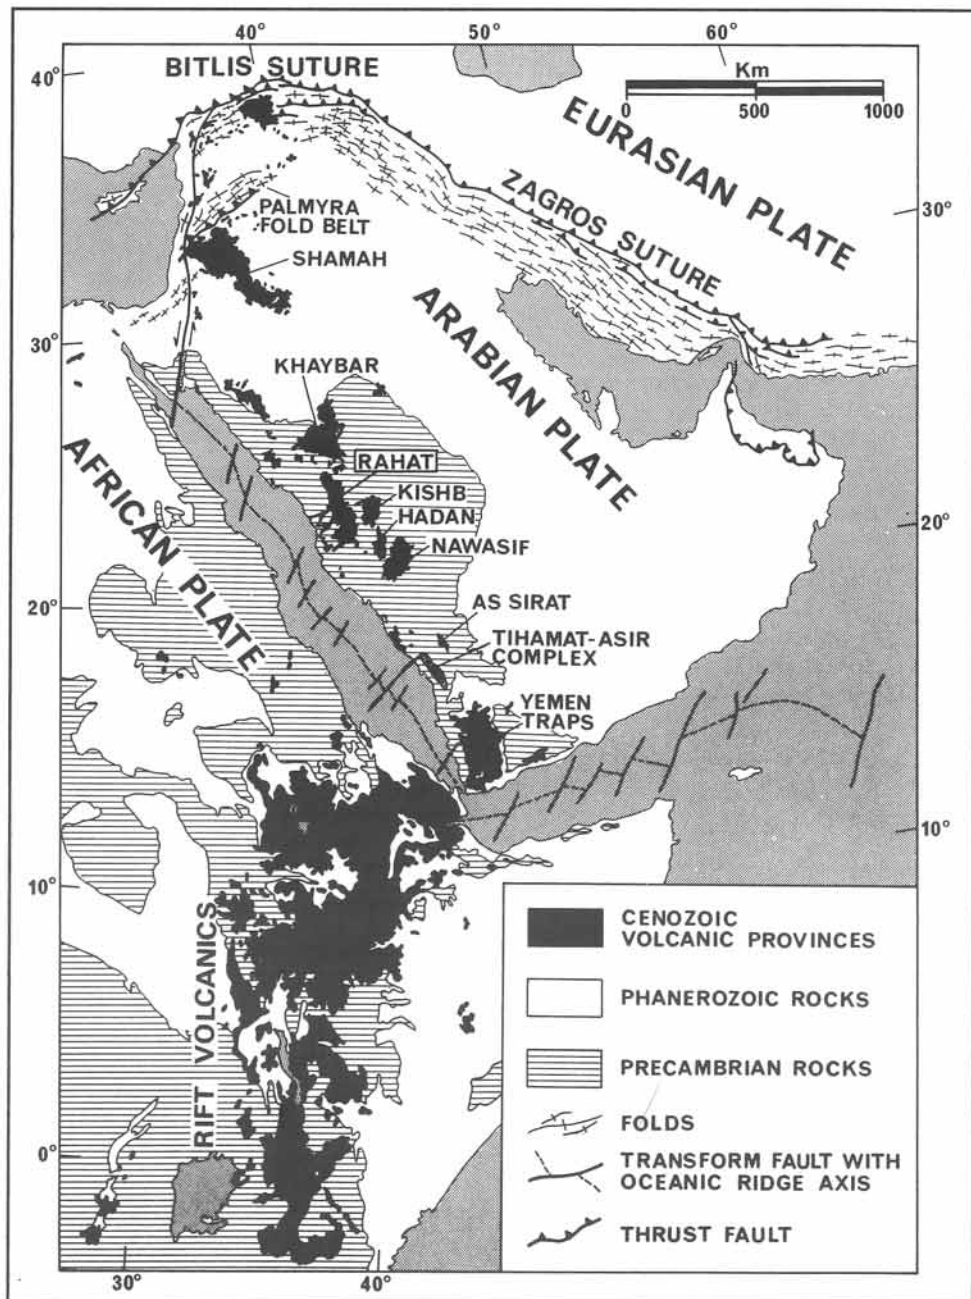 40°
50°
60°
BITLIS SUTURE
Km
0
500
1000
40°
EURASIAN PLATE
ZAGROS SUTURE
30°
PALMYRA
FOLD BELT
SHAMAH
ARABIAN PLATE
30°
KHAYBAR
AFRICAN PLATE
RAHAT
KISHB
HADAN
NAWASIF
20°
20°
AS SIRAT
TIHAMAT-ASIR
COMPLEX
YEMEN
TRAPS
10°
10°
RIFT VOLCANICS
0°
30°
40°
CENOZOIC
VOLCANIC PROVINCES
PHANEROZOIC ROCKS
PRECAMBRIAN ROCKS
FOLDS
TRANSFORM FAULT WITH
OCEANIC RIDGE AXIS
THRUST FAULT